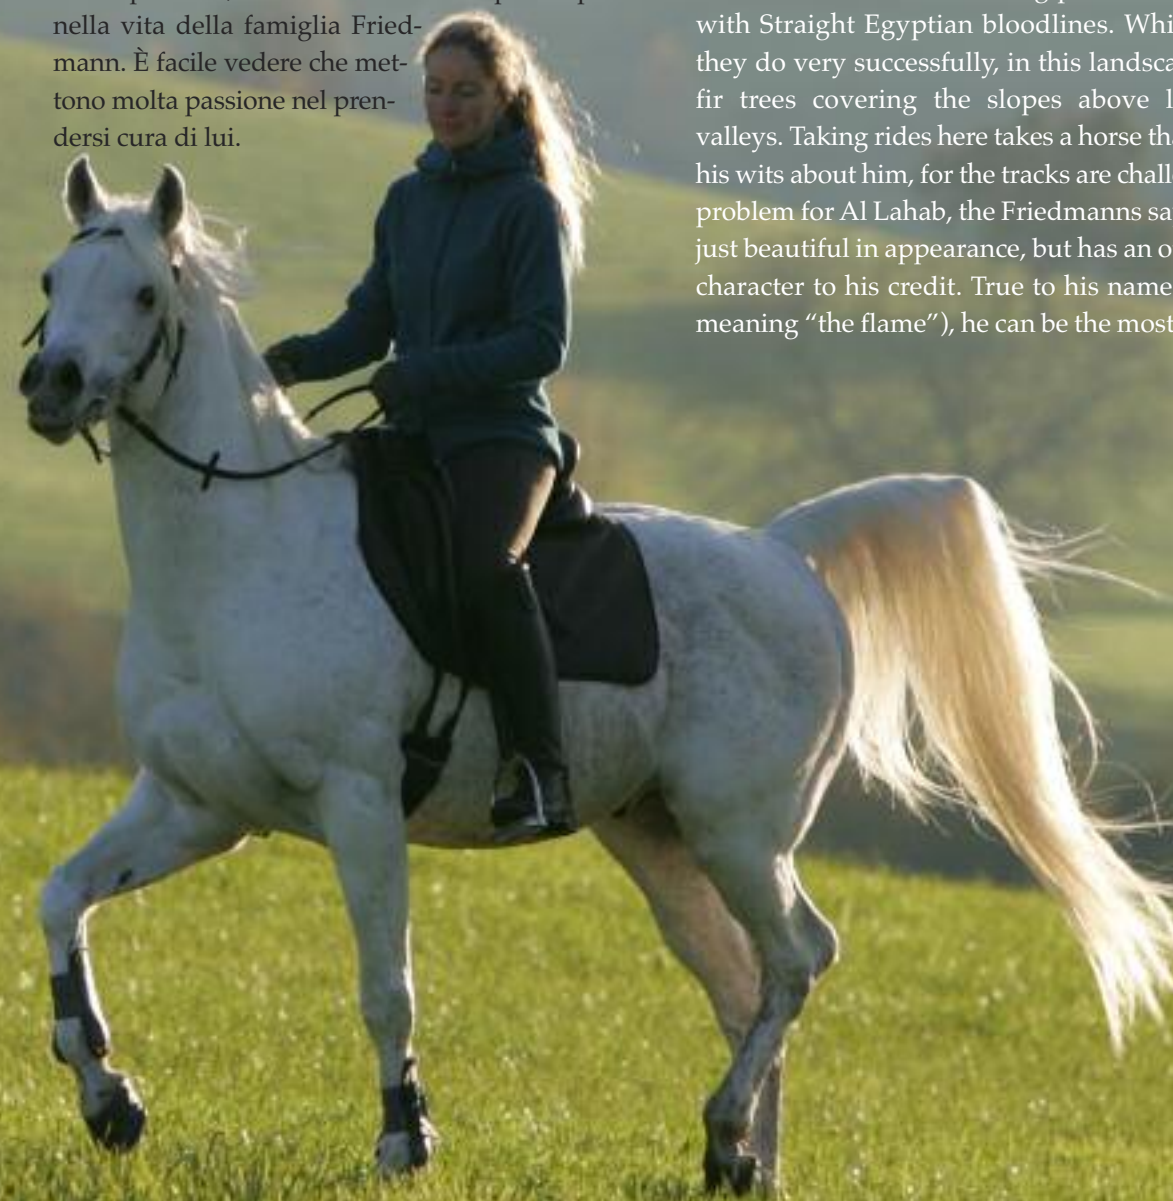 nella vita della famiglia Fried-
mann. È facile vedere che met-
tono molta passione nel pren-
dersi cura di lui.
with Straight Egyptian bloodlines. Whi
they do very successfully, in this landsca
fir trees covering the slopes above l
valleys. Taking rides here takes a horse tha
his wits about him, for the tracks are challe
problem for Al Lahab, the Friedmanns sa
just beautiful in appearance, but has an o
character to his credit. True to his name
meaning “the flame”), he can be the most